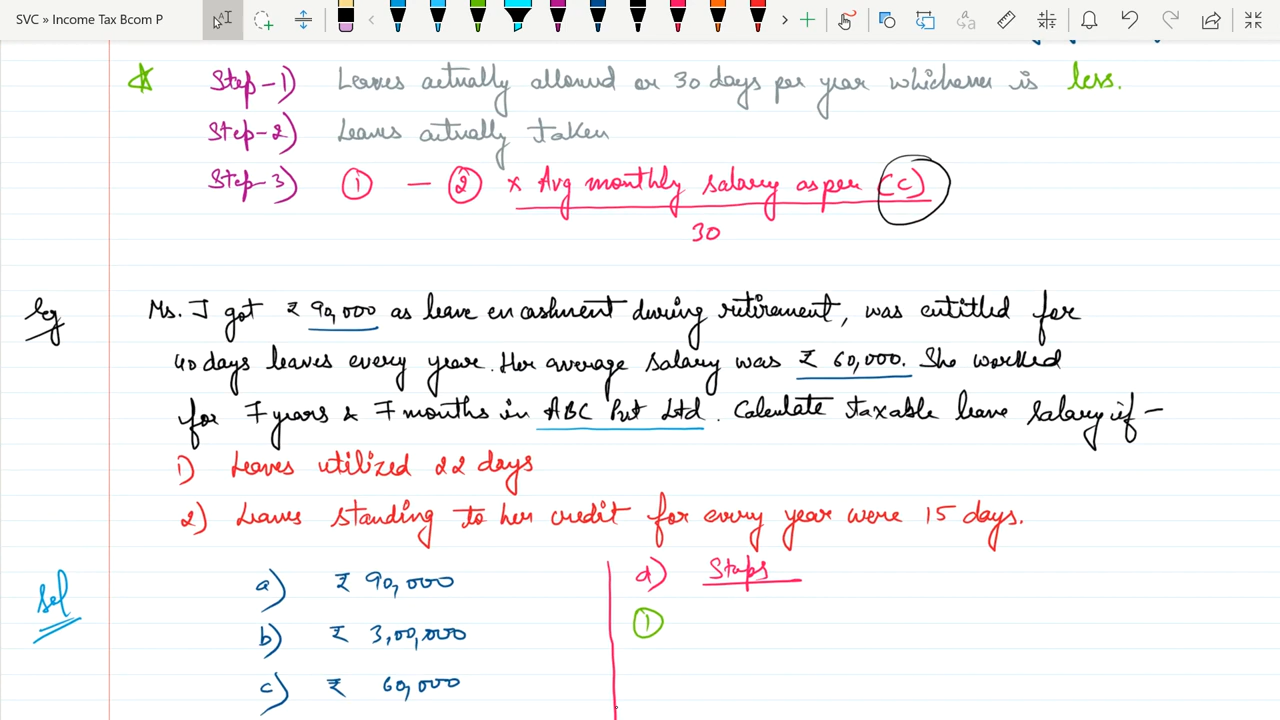 SVC » Income Tax Bcom P
Step-1) Leaves actually allowed or 30 days per year whichever is less.
Step-2) Leaves actually taken
Step-3) ① - ② × Avg monthly salary as per (c)
30
eg Ms. J got ₹ 90,000 as leave encashment during retirement, was entitled for
40 days leaves every year. Her average salary was ₹ 60,000. She worked
for 7 years & 7 months in ABC Pvt Ltd. Calculate taxable leave salary if -
1) Leaves utilized 22 days
2) Leaves standing to her credit for every year were 15 days.
Sol a) ₹ 90,000
b) ₹ 3,00,000
c) ₹ 60,000
d) Steps
①